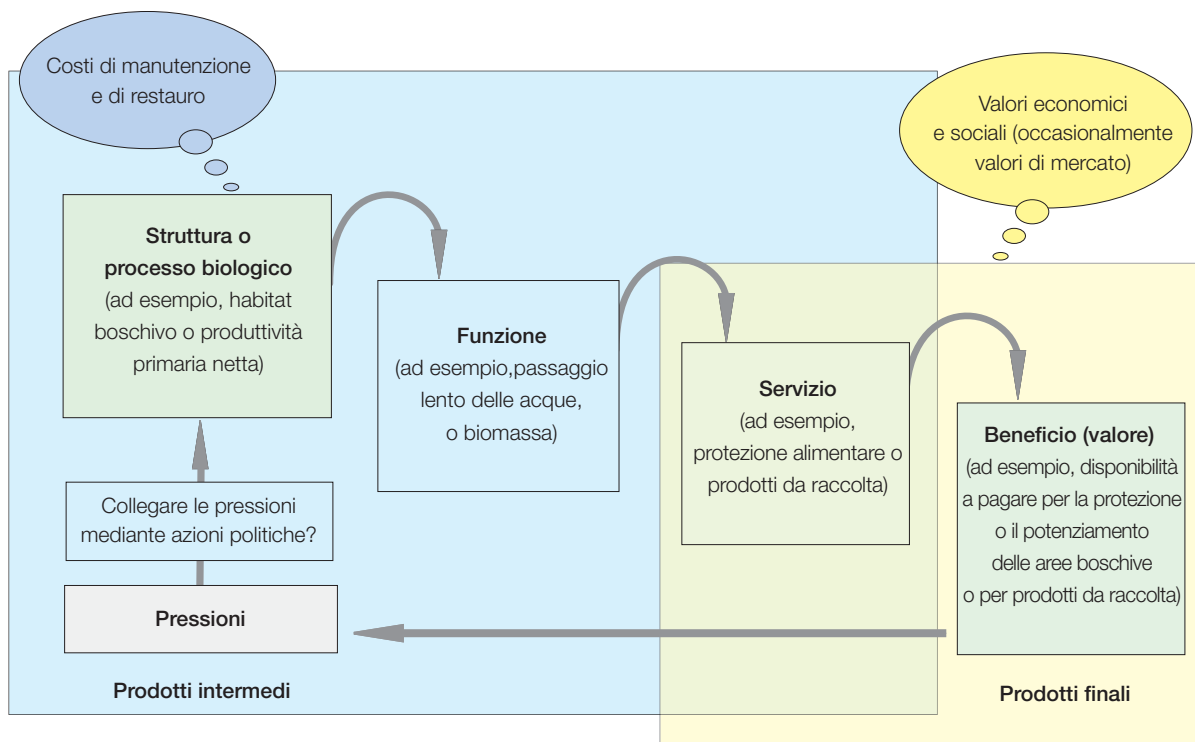 Costi di manutenzione
e di restauro
Valori economici
e sociali (occasionalmente
valori di mercato)
Struttura o
processo biologico
(ad esempio, habitat
boschivo o produttività
primaria netta)
Funzione
(ad esempio,passaggio
lento delle acque,
o biomassa)
Servizio
(ad esempio,
protezione alimentare o
prodotti da raccolta)
Beneficio (valore)
(ad esempio, disponibilità
a pagare per la protezione
o il potenziamento
delle aree boschive
o per prodotti da raccolta)
Collegare le pressioni
mediante azioni politiche?
Pressioni
Prodotti intermedi
Prodotti finali